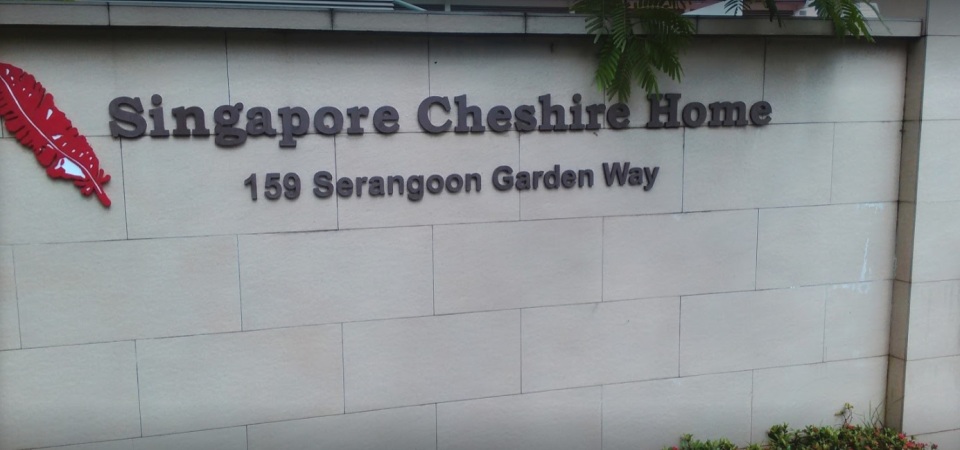 Singapore Cheshire Home
159 Serangoon Garden Way